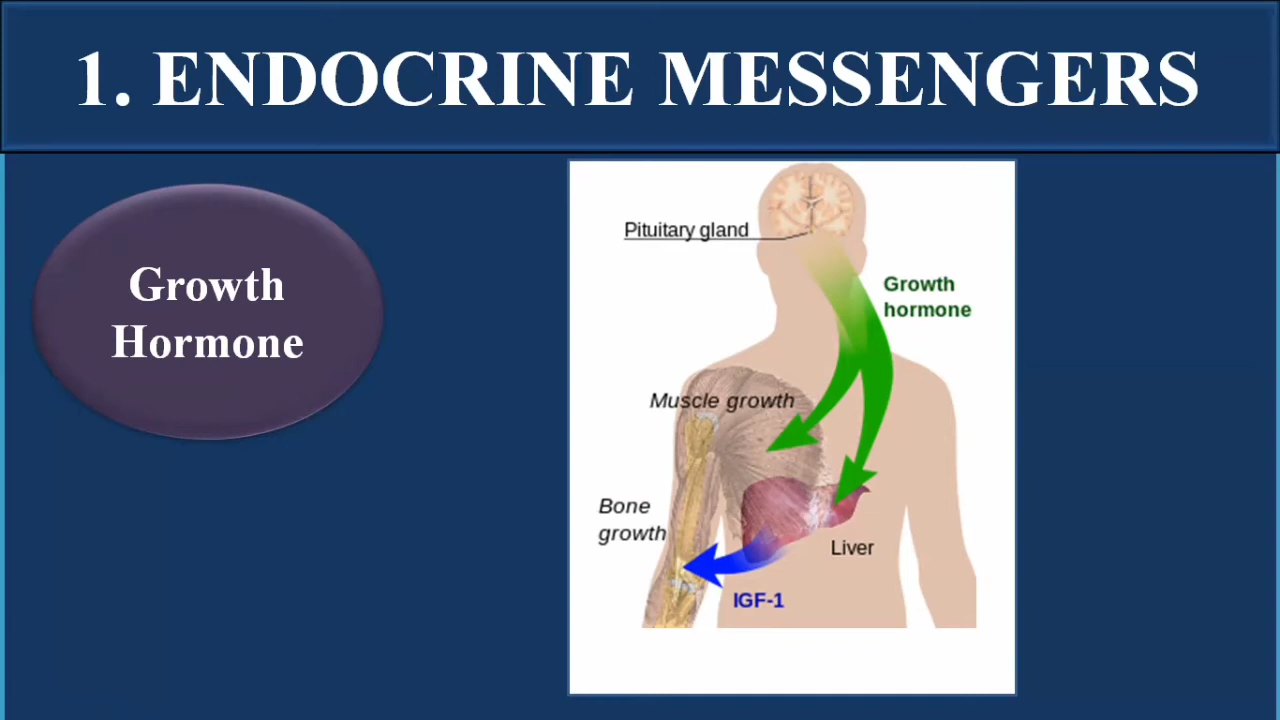 1. ENDOCRINE MESSENGERS
Growth
Hormone
Pituitary gland
Growth
hormone
Muscle growth
Bone
growth
Liver
IGF-1